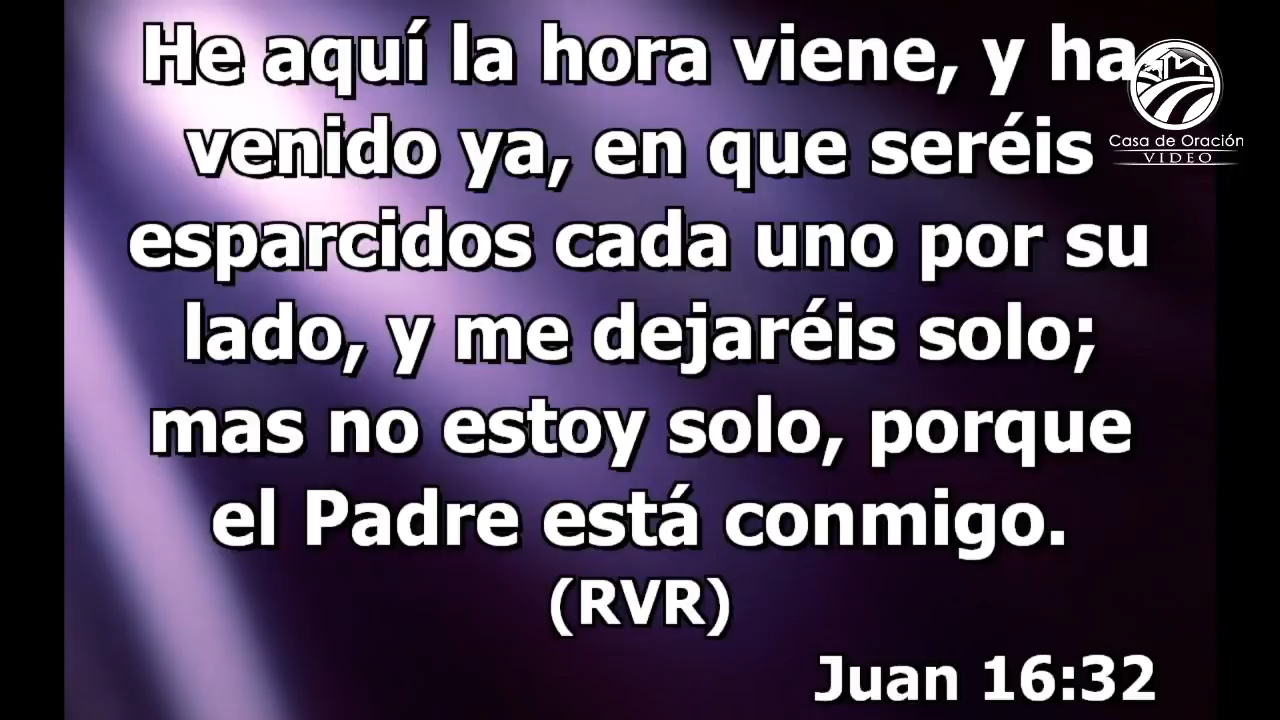 He aquí la hora viene, y ha
venido ya, en que seréis
esparcidos cada uno por su
lado, y me dejaréis solo;
mas no estoy solo, porque
el Padre está conmigo.
(RVR)
Juan 16:32
Casa de Oración
VIDEO